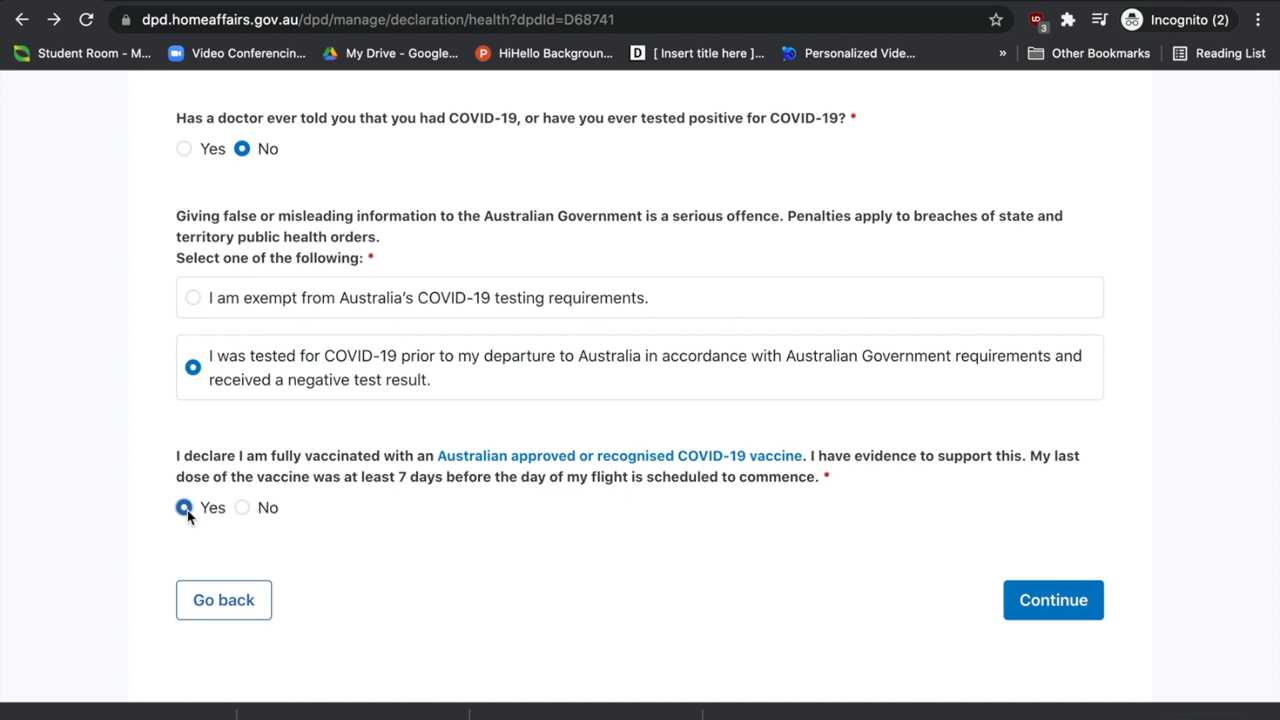 dpd.homeaffairs.gov.au/dpd/manage/declaration/health?dpdId=D68741
3
Incognito (2)
Student Room - M...
Video Conferencin...
My Drive - Google...
P
HiHello Backgroun...
D
[ Insert title here ]...
Personalized Vide...
»
Other Bookmarks
Reading List
Has a doctor ever told you that you had COVID-19, or have you ever tested positive for COVID-19? *
Yes No
Giving false or misleading information to the Australian Government is a serious offence. Penalties apply to breaches of state and
territory public health orders.
Select one of the following: *
I am exempt from Australia's COVID-19 testing requirements.
I was tested for COVID-19 prior to my departure to Australia in accordance with Australian Government requirements and
received a negative test result.
I declare I am fully vaccinated with an Australian approved or recognised COVID-19 vaccine. I have evidence to support this. My last
dose of the vaccine was at least 7 days before the day of my flight is scheduled to commence. *
Yes No
Go back
Continue